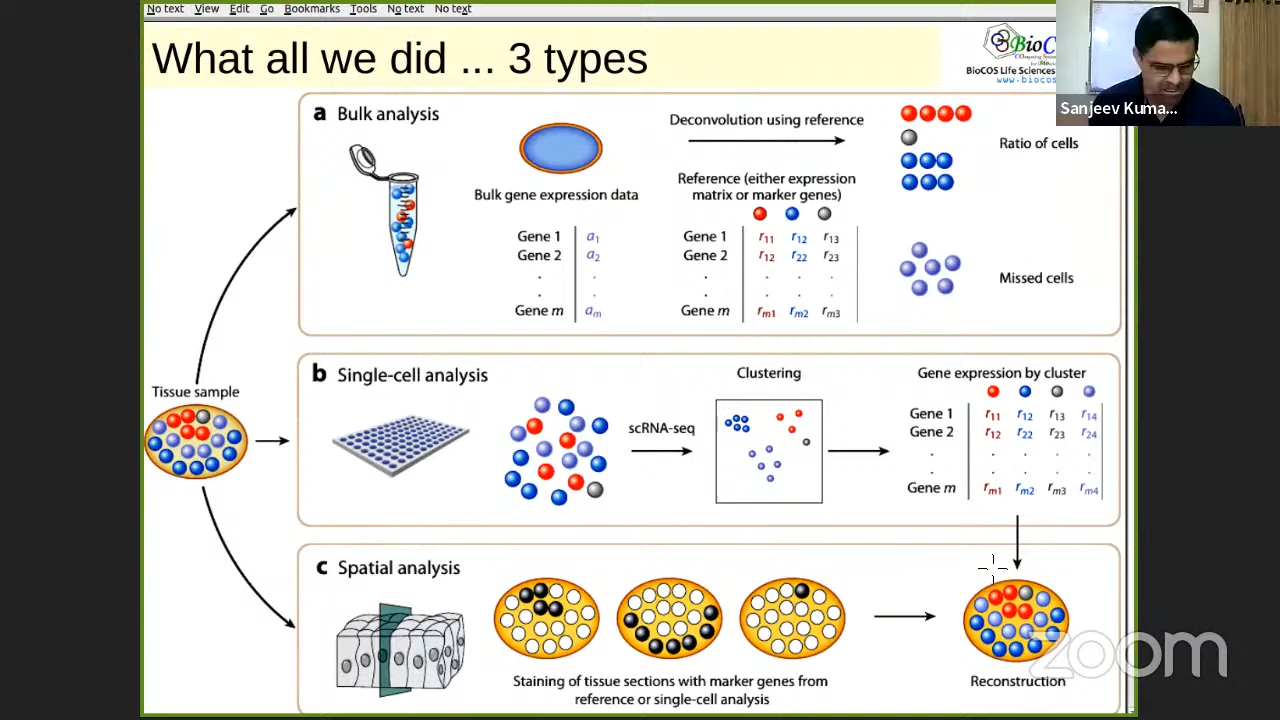 No text View Edit Go Bookmarks Tools No text No text
What all we did ... 3 types
BioC
BioCOS Life Sciences
www.biocos
Sanjeev Kuma...
a Bulk analysis
Deconvolution using reference
Ratio of cells
Bulk gene expression data
Reference (either expression
matrix or marker genes)
Gene 1 a1
Gene 2 a2
. .
. .
Gene m am
Gene 1 r11 r12 r13
Gene 2 r12 r22 r23
. . . .
. . . .
Gene m rm1 rm2 rm3
Missed cells
Tissue sample
b Single-cell analysis
scRNA-seq
Clustering
Gene expression by cluster
Gene 1 r11 r12 r13 r14
Gene 2 r12 r22 r23 r24
. . . . .
. . . . .
Gene m rm1 rm2 rm3 rm4
c Spatial analysis
Staining of tissue sections with marker genes from
reference or single-cell analysis
Reconstruction
zoom